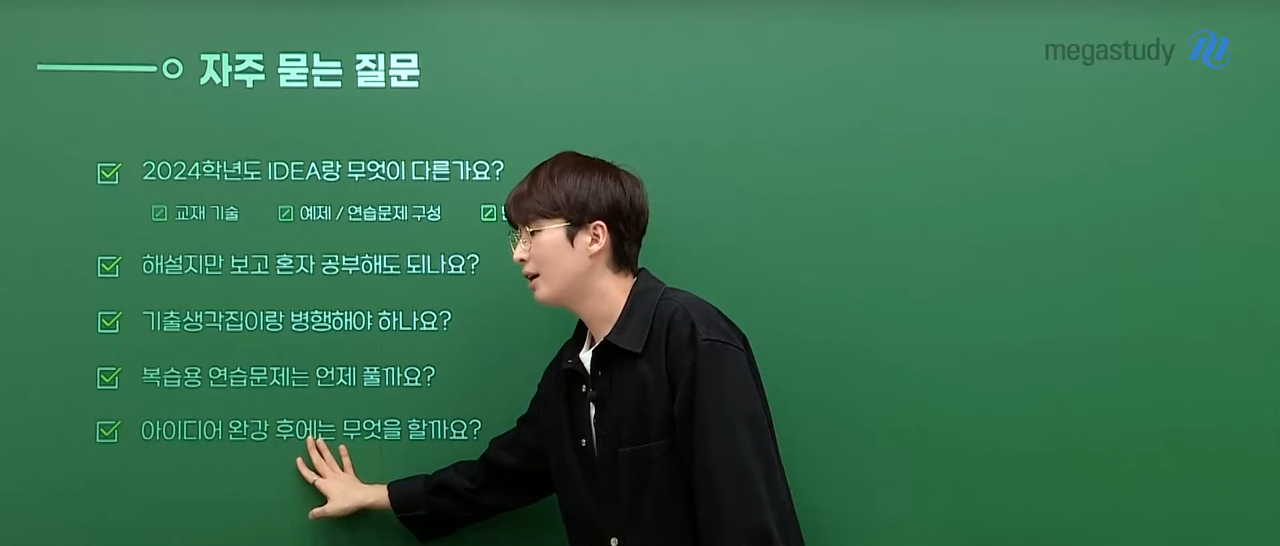 자주 묻는 질문
megastudy
2024학년도 IDEA랑 무엇이 다른가요?
교재 기술 예제 / 연습문제 구성
해설지만 보고 혼자 공부해도 되나요?
기출생각집이랑 병행해야 하나요?
복습용 연습문제는 언제 풀까요?
아이디어 완강 후에는 무엇을 할까요?